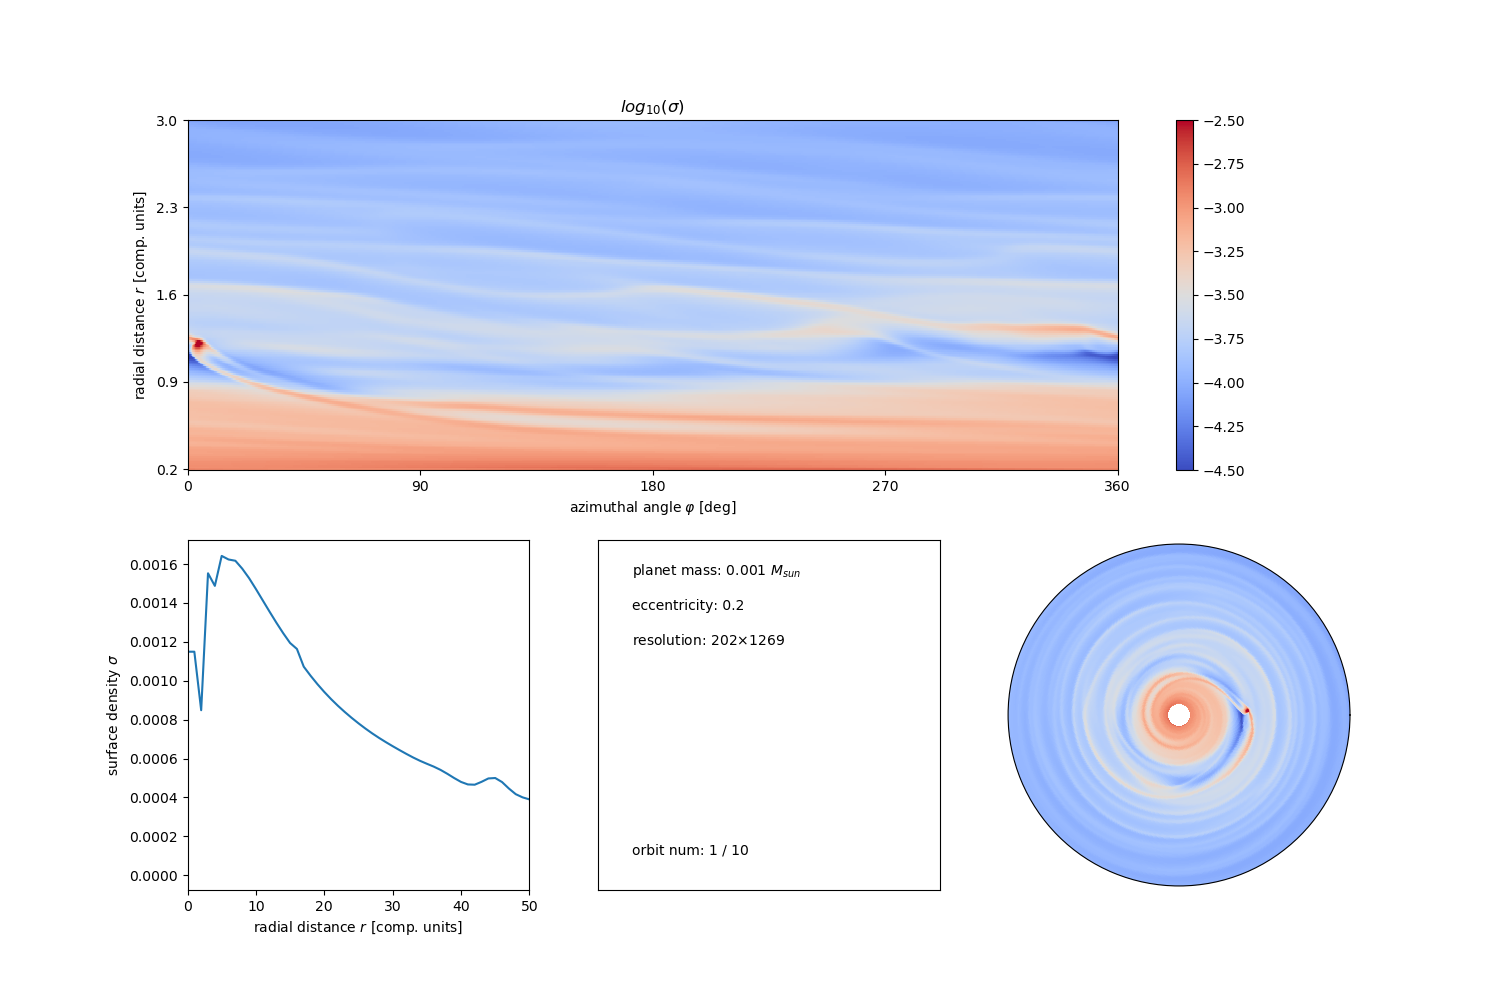 log₁₀(σ)
radial distance r [comp. units]
3.0
2.3
1.6
0.9
0.2
0 90 180 270 360
azimuthal angle φ [deg]
−2.50
−2.75
−3.00
−3.25
−3.50
−3.75
−4.00
−4.25
−4.50
surface density σ
0.0016
0.0014
0.0012
0.0010
0.0008
0.0006
0.0004
0.0002
0.0000
0 10 20 30 40 50
radial distance r [comp. units]
planet mass: 0.001 M_sun
eccentricity: 0.2
resolution: 202×1269
orbit num: 1 / 10